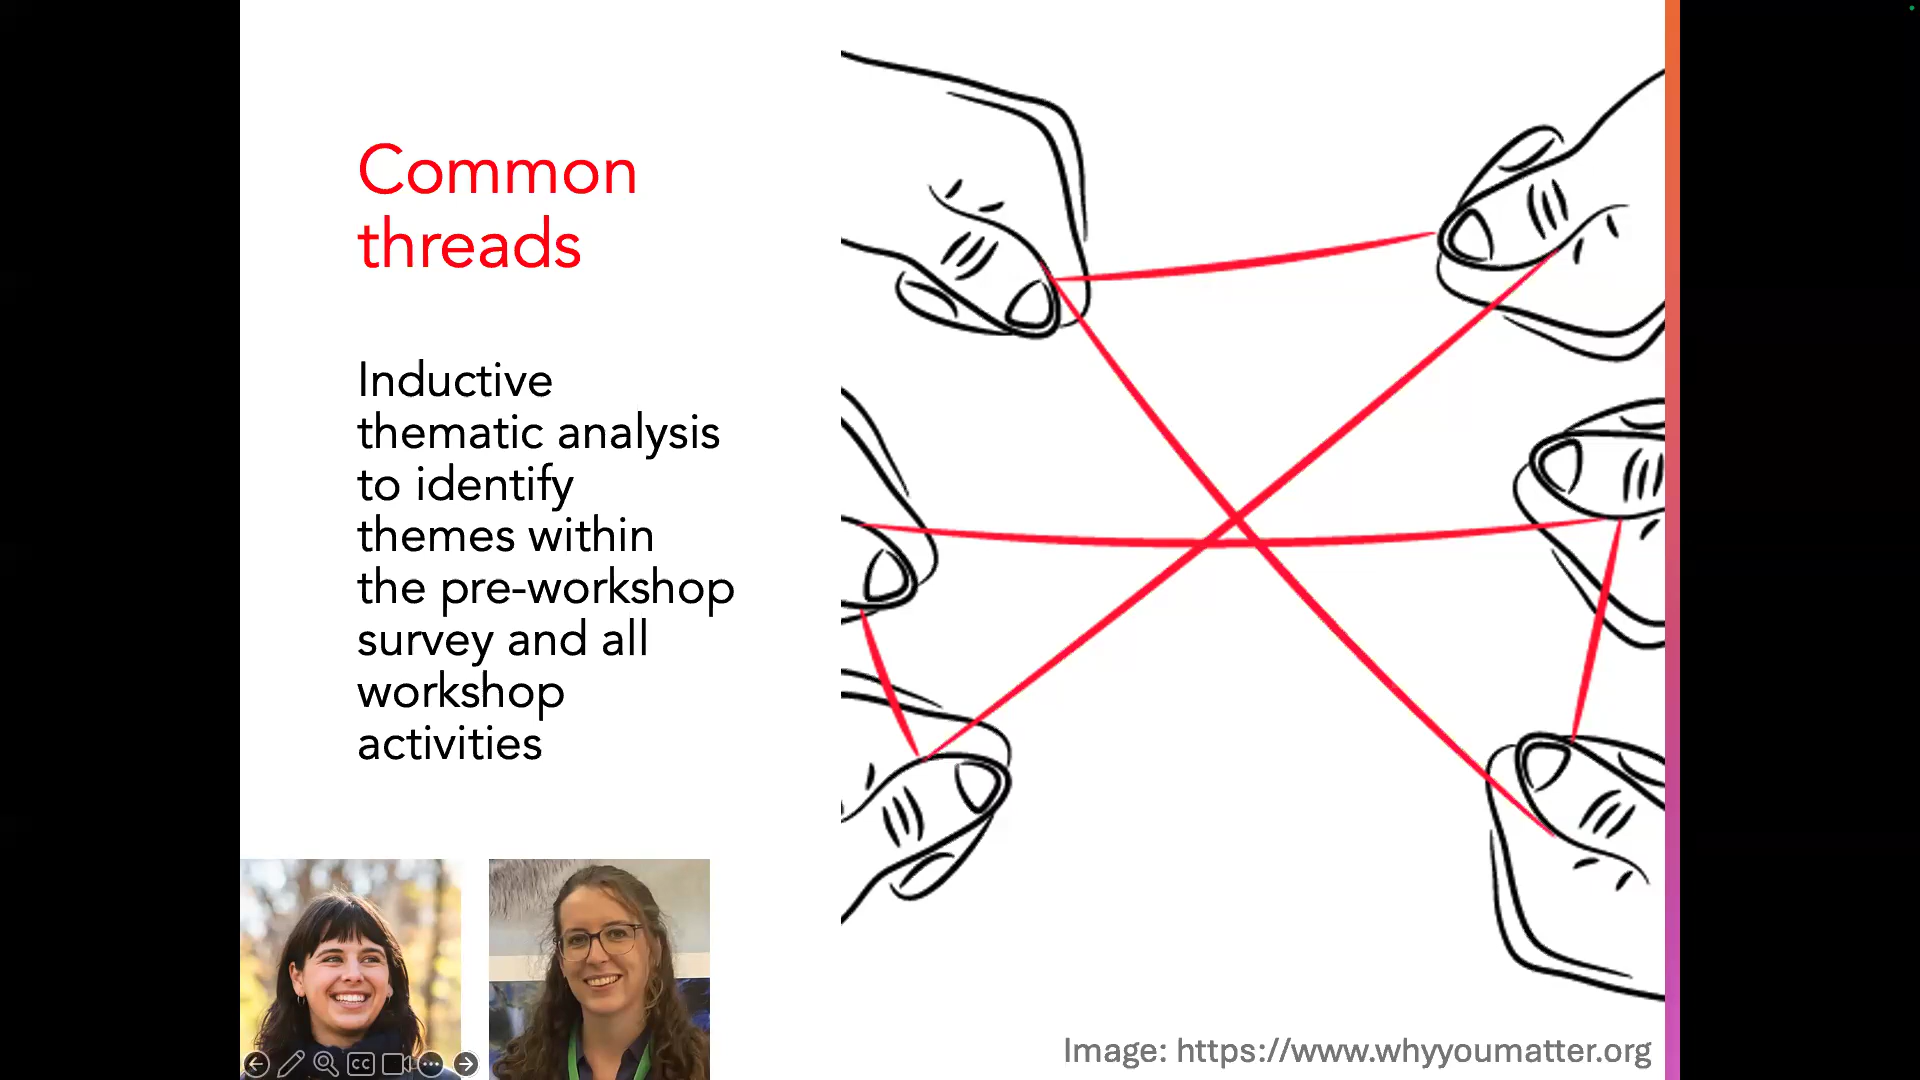 Common
threads
Inductive
thematic analysis
to identify
themes within
the pre-workshop
survey and all
workshop
activities
CC
Image: https://www.whyyoumatter.org